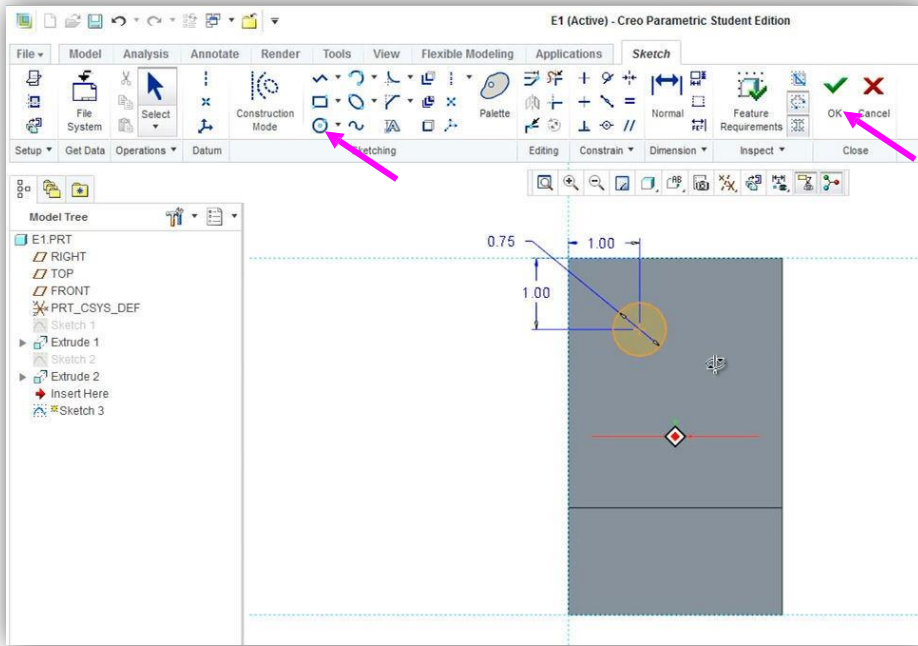 E1 (Active) - Creo Parametric Student Edition
File Model Analysis Annotate Render Tools View Flexible Modeling Applications Sketch
File System
Select
Construction Mode
Palette
Normal
Feature Requirements
OK
Cancel
Setup Get Data Operations Datum Sketching Editing Constrain Dimension Inspect Close
Model Tree
E1.PRT
RIGHT
TOP
FRONT
PRT_CSYS_DEF
Sketch 1
Extrude 1
Sketch 2
Extrude 2
Insert Here
Sketch 3
0.75
1.00
1.00